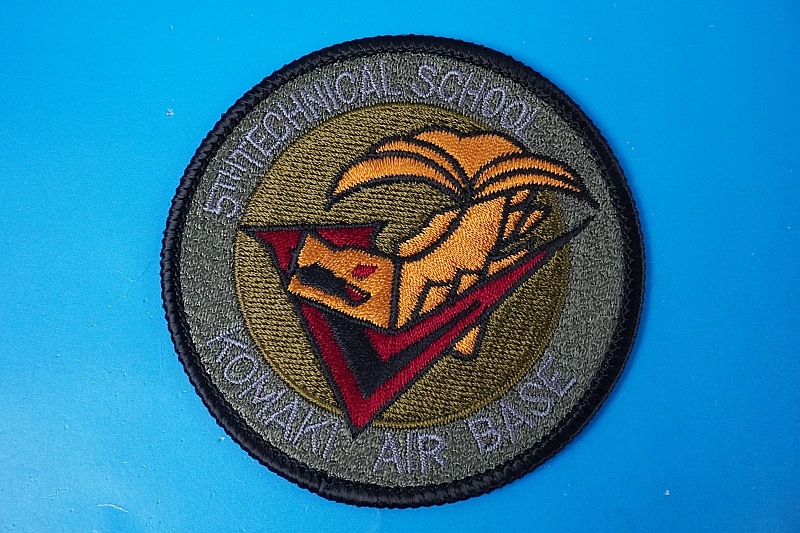 5TH TECHNICAL SCHOOL
KOMAKI AIR BASE